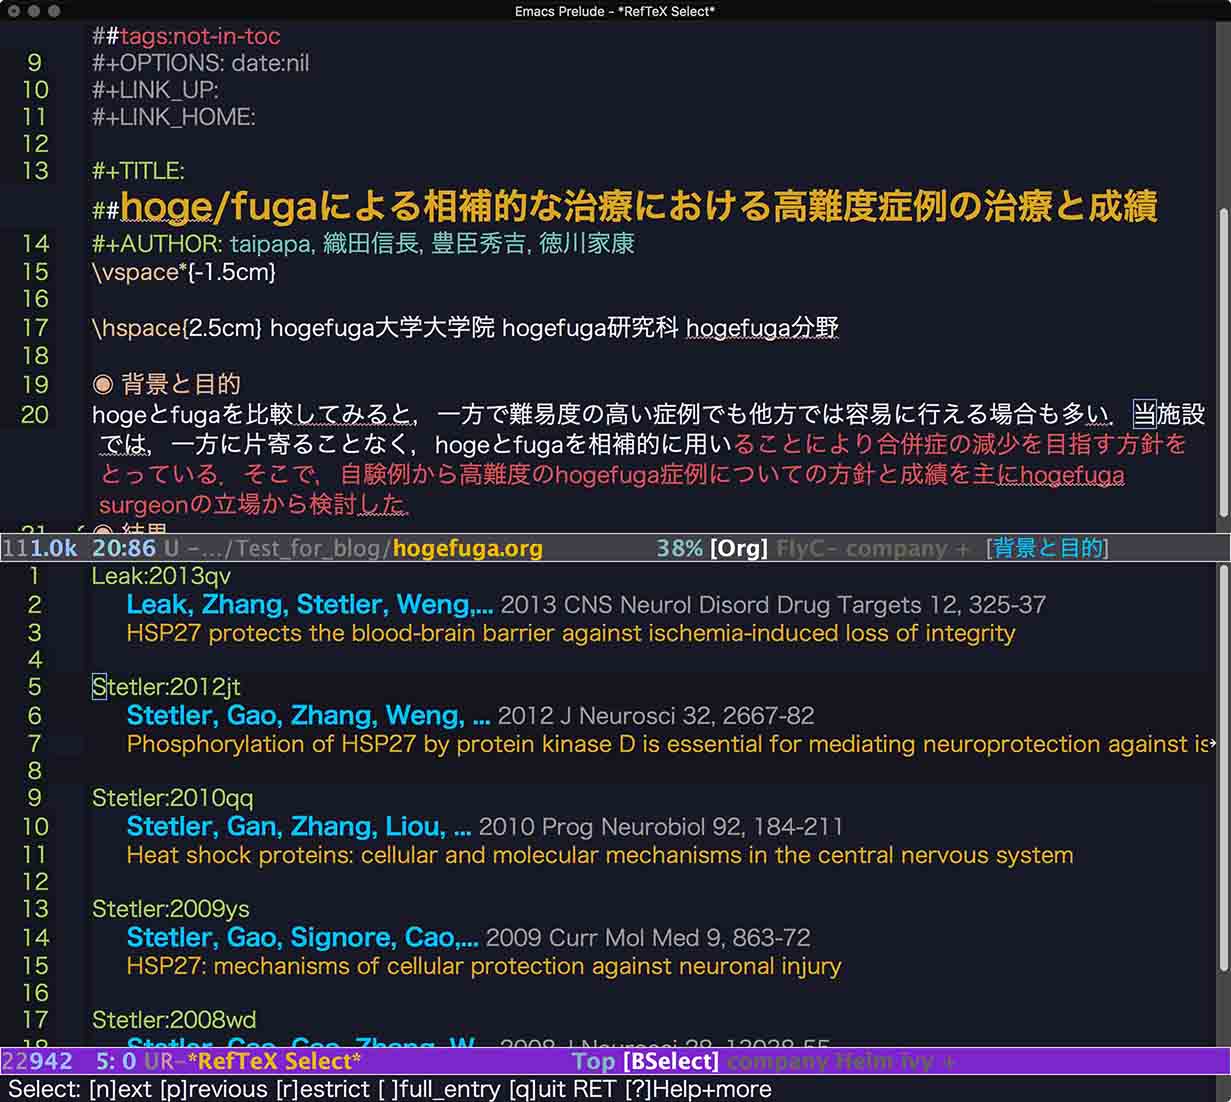 Emacs Prelude - *RefTeX Select*
##tags:not-in-toc
9 #+OPTIONS: date:nil
10 #+LINK_UP:
11 #+LINK_HOME:
12
13 #+TITLE:
##hoge/fugaによる相補的な治療における高難度症例の治療と成績
14 #+AUTHOR: taipapa, 織田信長, 豊臣秀吉, 徳川家康
15 \vspace*{-1.5cm}
16
17 \hspace{2.5cm} hogefuga大学大学院 hogefuga研究科 hogefuga分野
18
19 ◉ 背景と目的
20 hogeとfugaを比較してみると，一方で難易度の高い症例でも他方では容易に行える場合も多い．当施設
では，一方に片寄ることなく，hogeとfugaを相補的に用いることにより合併症の減少を目指す方針を
とっている．そこで，自験例から高難度のhogefuga症例についての方針と成績を主にhogefuga
surgeonの立場から検討した.
21 ◉ 結果
111.0k 20:86 U -.../Test_for_blog/hogefuga.org 38% [Org] FlyC- company + [背景と目的]
1 Leak:2013qv
2 Leak, Zhang, Stetler, Weng,... 2013 CNS Neurol Disord Drug Targets 12, 325-37
3 HSP27 protects the blood-brain barrier against ischemia-induced loss of integrity
4
5 Stetler:2012jt
6 Stetler, Gao, Zhang, Weng, ... 2012 J Neurosci 32, 2667-82
7 Phosphorylation of HSP27 by protein kinase D is essential for mediating neuroprotection against is
8
9 Stetler:2010qq
10 Stetler, Gan, Zhang, Liou, ... 2010 Prog Neurobiol 92, 184-211
11 Heat shock proteins: cellular and molecular mechanisms in the central nervous system
12
13 Stetler:2009ys
14 Stetler, Gao, Signore, Cao,... 2009 Curr Mol Med 9, 863-72
15 HSP27: mechanisms of cellular protection against neuronal injury
16
17 Stetler:2008wd
18 Stetler, Cao, Gao, Zhang, W... 2008 J Neurosci 28, 13038-55
22942 5: 0 UR-*RefTeX Select* Top [BSelect] company Helm ivy +
Select: [n]ext [p]revious [r]estrict [ ]full_entry [q]uit RET [?]Help+more